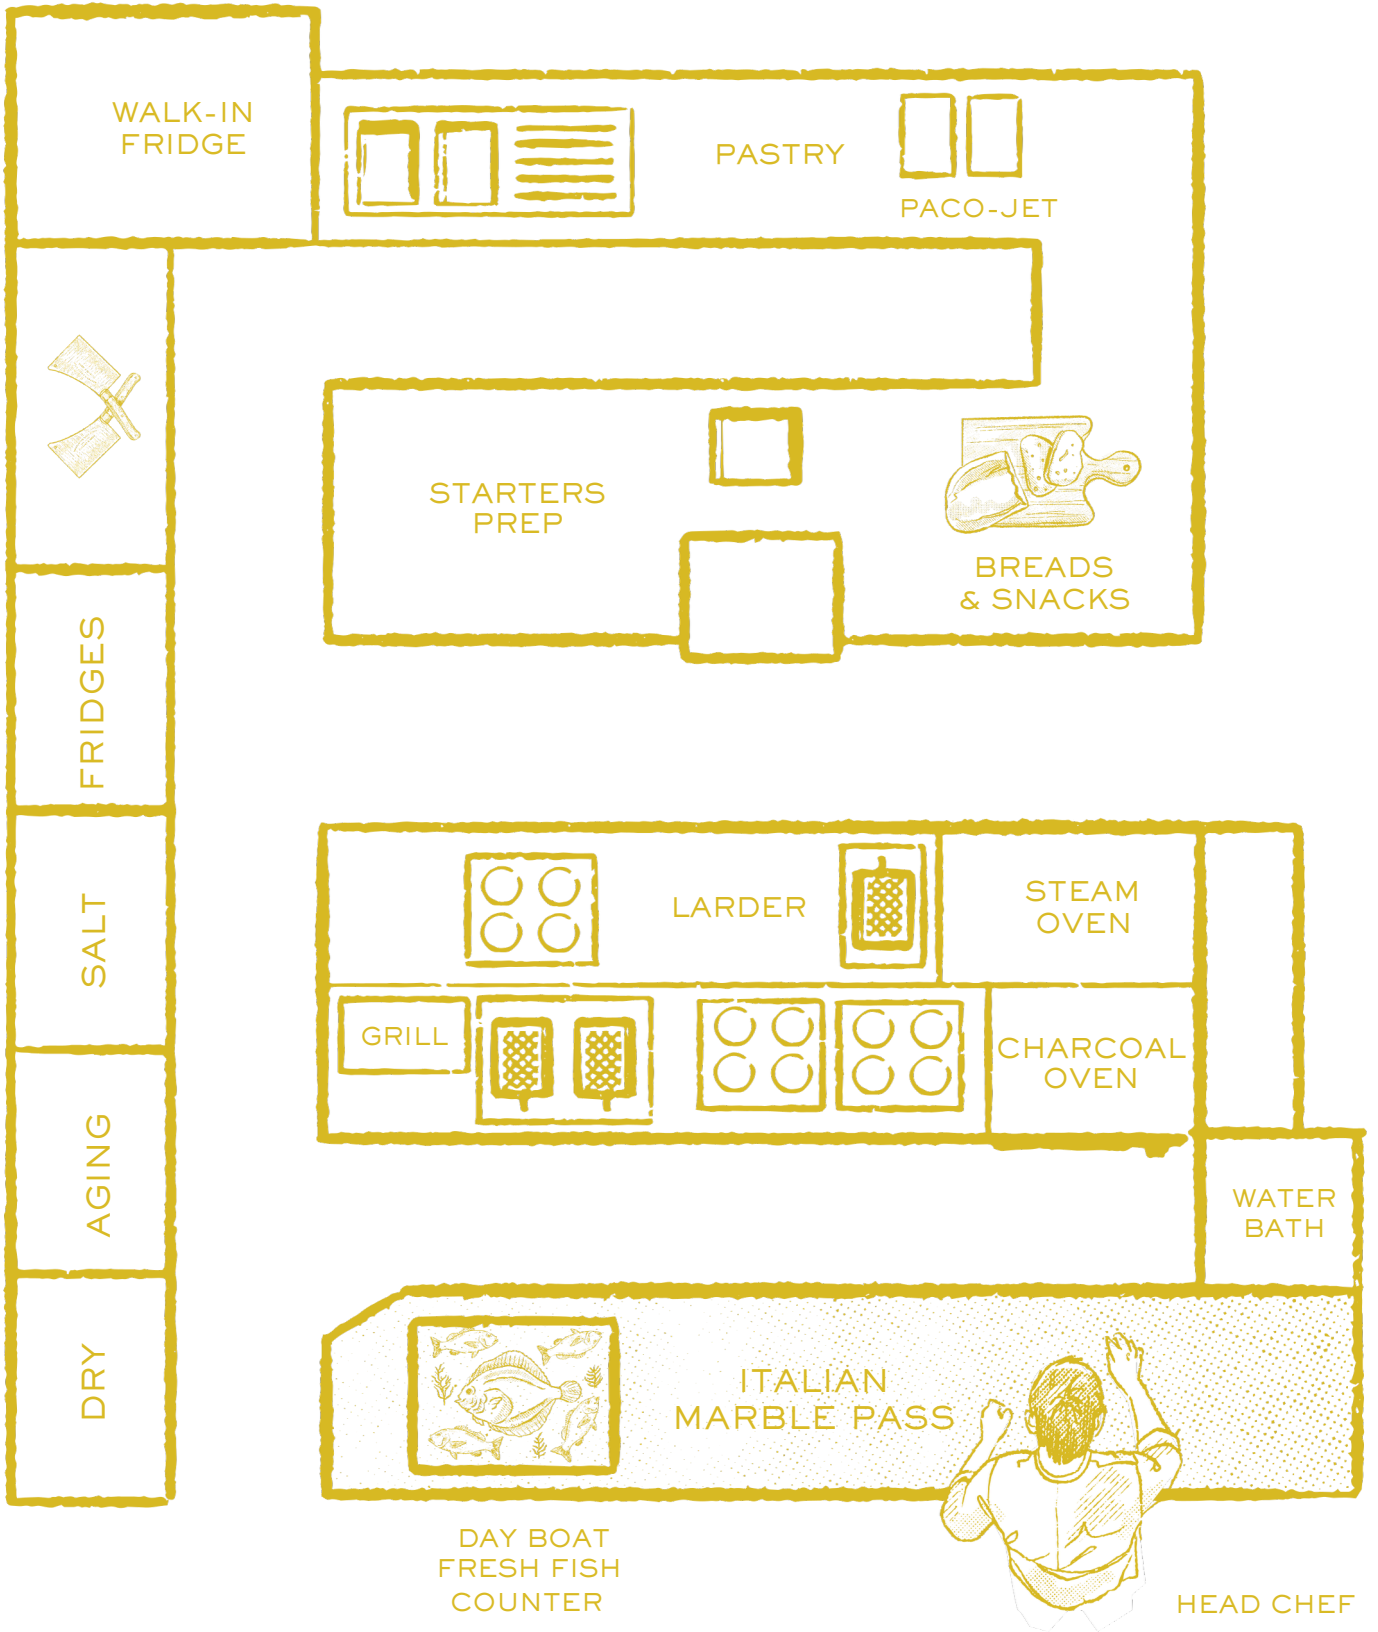 WALK-IN
FRIDGE
PASTRY
PACO-JET
STARTERS
PREP
BREADS
& SNACKS
FRIDGES
SALT
AGING
DRY
LARDER
STEAM
OVEN
GRILL
CHARCOAL
OVEN
WATER
BATH
ITALIAN
MARBLE PASS
DAY BOAT
FRESH FISH
COUNTER
HEAD CHEF